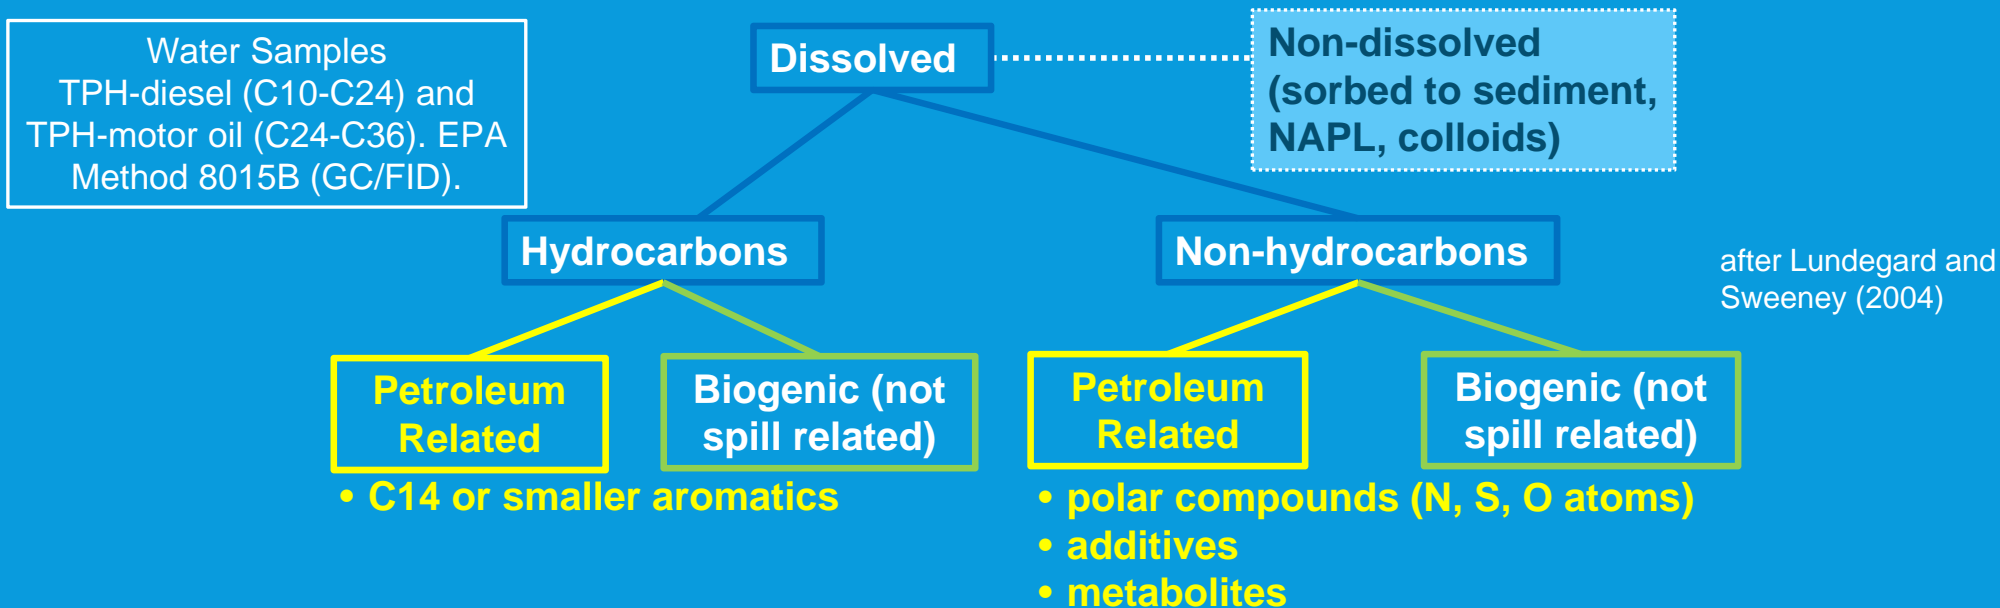 Water Samples
TPH-diesel (C10-C24) and
TPH-motor oil (C24-C36). EPA
Method 8015B (GC/FID).
Dissolved
Non-dissolved
(sorbed to sediment,
NAPL, colloids)
Hydrocarbons
Non-hydrocarbons
after Lundegard and
Sweeney (2004)
Petroleum
Related
Biogenic (not
spill related)
Petroleum
Related
Biogenic (not
spill related)
• C14 or smaller aromatics
• polar compounds (N, S, O atoms)
• additives
• metabolites